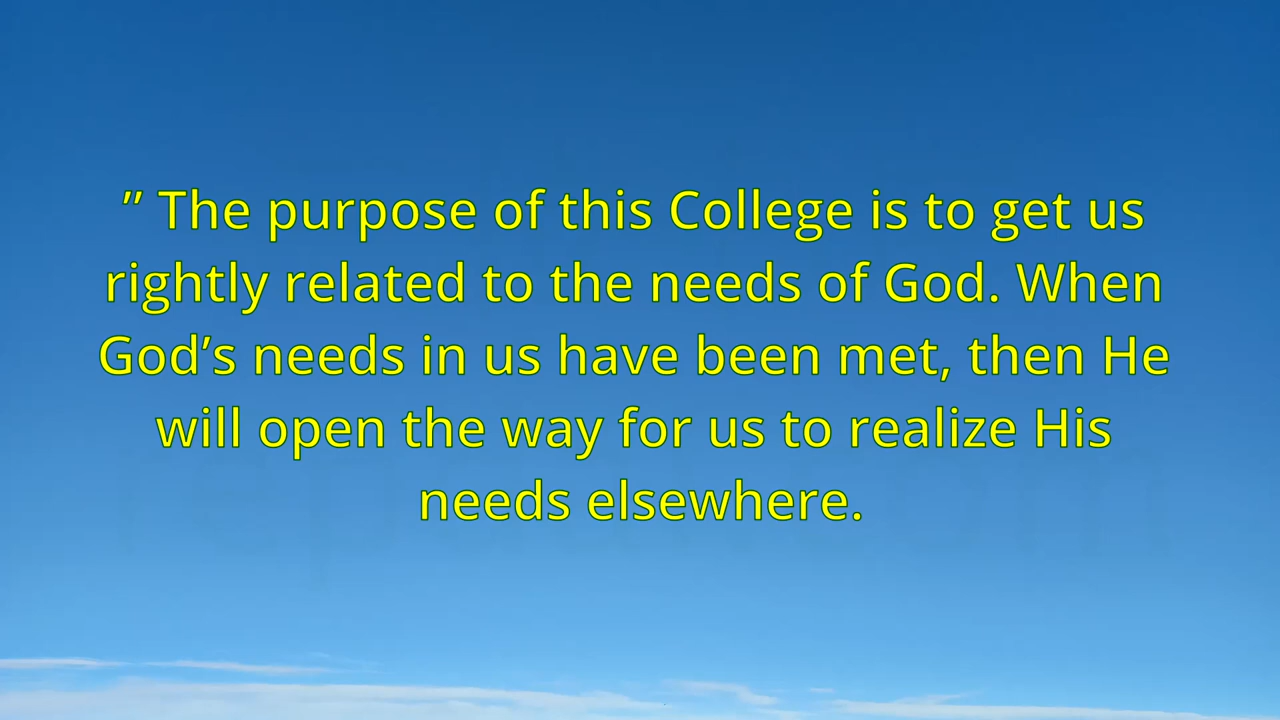 ” The purpose of this College is to get us
rightly related to the needs of God. When
God’s needs in us have been met, then He
will open the way for us to realize His
needs elsewhere.